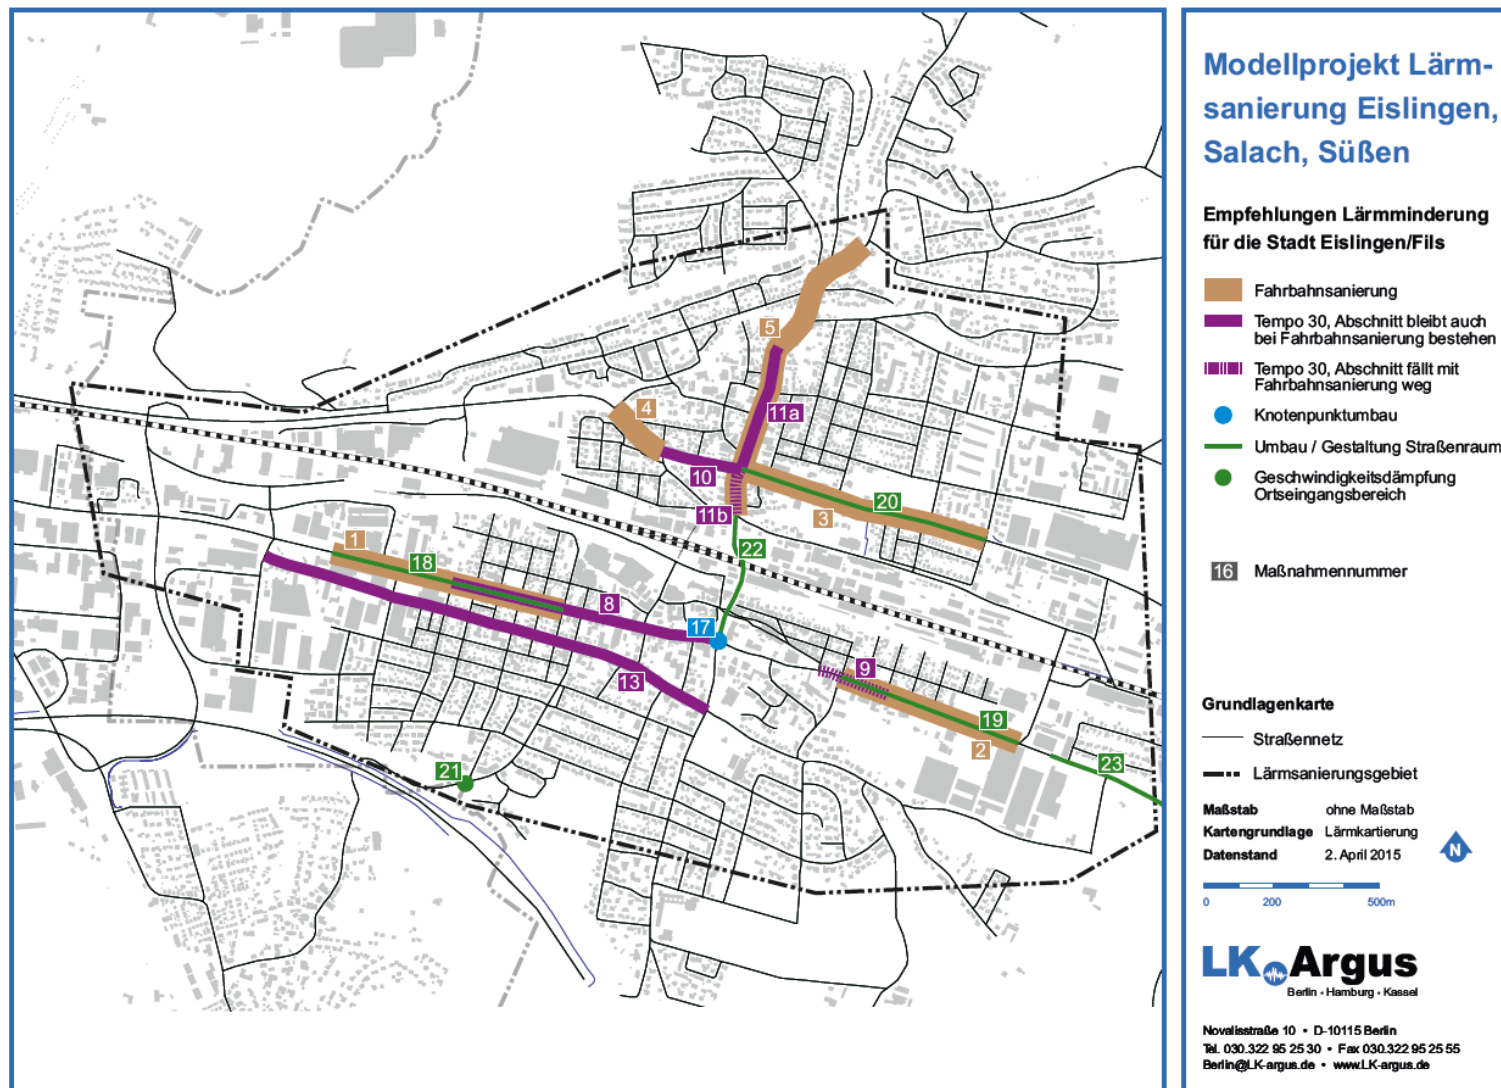 5
4
11a
10
20
3
11b
1
22
18
8
17
9
13
19
2
23
21
Modellprojekt Lärm-
sanierung Eislingen,
Salach, Süßen
Empfehlungen Lärmminderung
für die Stadt Eislingen/Fils
Fahrbahnsanierung
Tempo 30, Abschnitt bleibt auch
bei Fahrbahnsanierung bestehen
Tempo 30, Abschnitt fällt mit
Fahrbahnsanierung weg
Knotenpunktumbau
Umbau / Gestaltung Straßenraum
Geschwindigkeitsdämpfung
Ortseingangsbereich
16 Maßnahmennummer
Grundlagenkarte
Straßennetz
Lärmsanierungsgebiet
Maßstab ohne Maßstab
Kartengrundlage Lärmkartierung
Datenstand 2. April 2015
N
0 200 500m
LK Argus
Berlin - Hamburg - Kassel
Novalisstraße 10 • D-10115 Berlin
Tel. 030.322 95 25 30 • Fax 030.322 95 25 55
Berlin@LK-argus.de • www.LK-argus.de